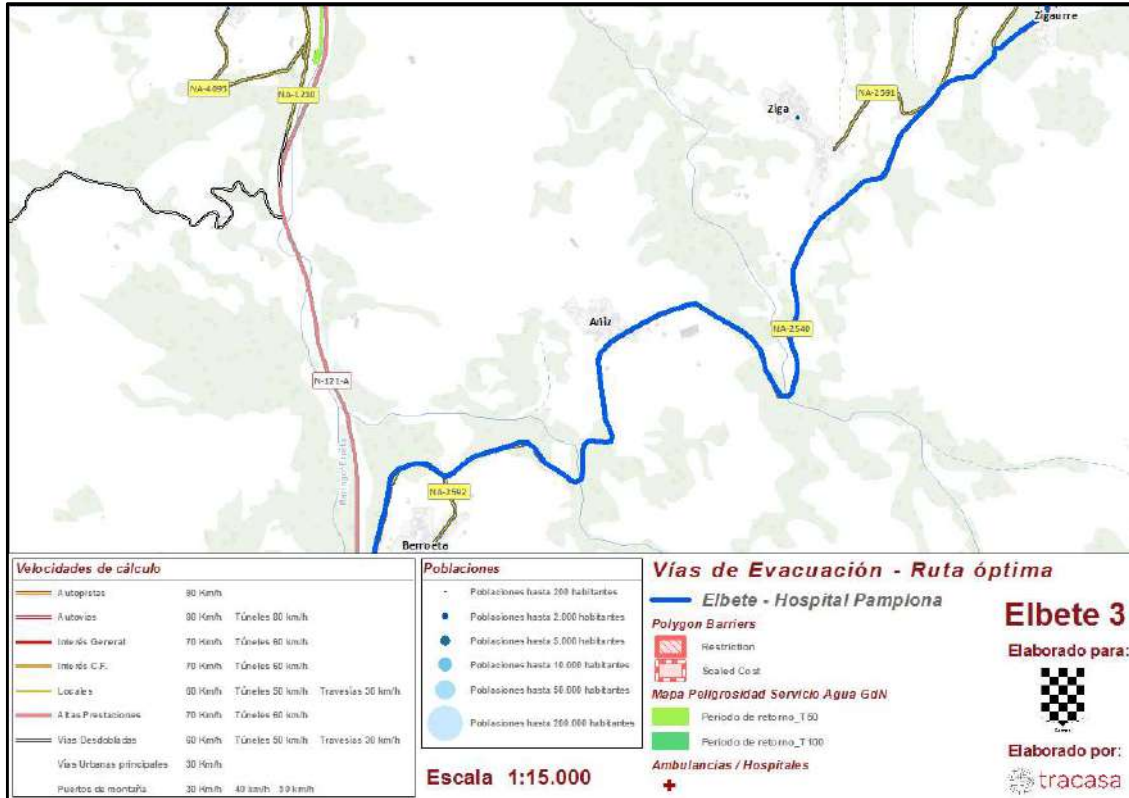 Zigaurre
NA-4095
NA-1210
Ziga
NA-2591
Aniz
NA-2540
N-121-A
NA-2592
Berroeta
Velocidades de cálculo
Autopistas 90 Km/h
Autovías 80 Km/h Túneles 80 km/h
Interés General 70 Km/h Túneles 60 km/h
Interés C.F. 70 Km/h Túneles 60 km/h
Locales 60 Km/h Túneles 50 km/h Travesías 30 km/h
Altas Prestaciones 70 Km/h Túneles 60 km/h
Vías Desdobladas 60 Km/h Túneles 50 km/h Travesías 30 km/h
Vías Urbanas principales 30 Km/h
Puertos de montaña 30 Km/h 40 km/h
Poblaciones
Poblaciones hasta 200 habitantes
Poblaciones hasta 2.000 habitantes
Poblaciones hasta 5.000 habitantes
Poblaciones hasta 10.000 habitantes
Poblaciones hasta 50.000 habitantes
Poblaciones hasta 200.000 habitantes
Escala 1:15.000
Vías de Evacuación - Ruta óptima
Elbete - Hospital Pamplona
Polygon Barriers
Restriction
Scaled Cost
Mapa Peligrosidad Servicio Agua GdN
Periodo de retorno_T50
Periodo de retorno_T100
Ambulancias / Hospitales
Elbete 3
Elaborado para:
Elaborado por:
tracasa